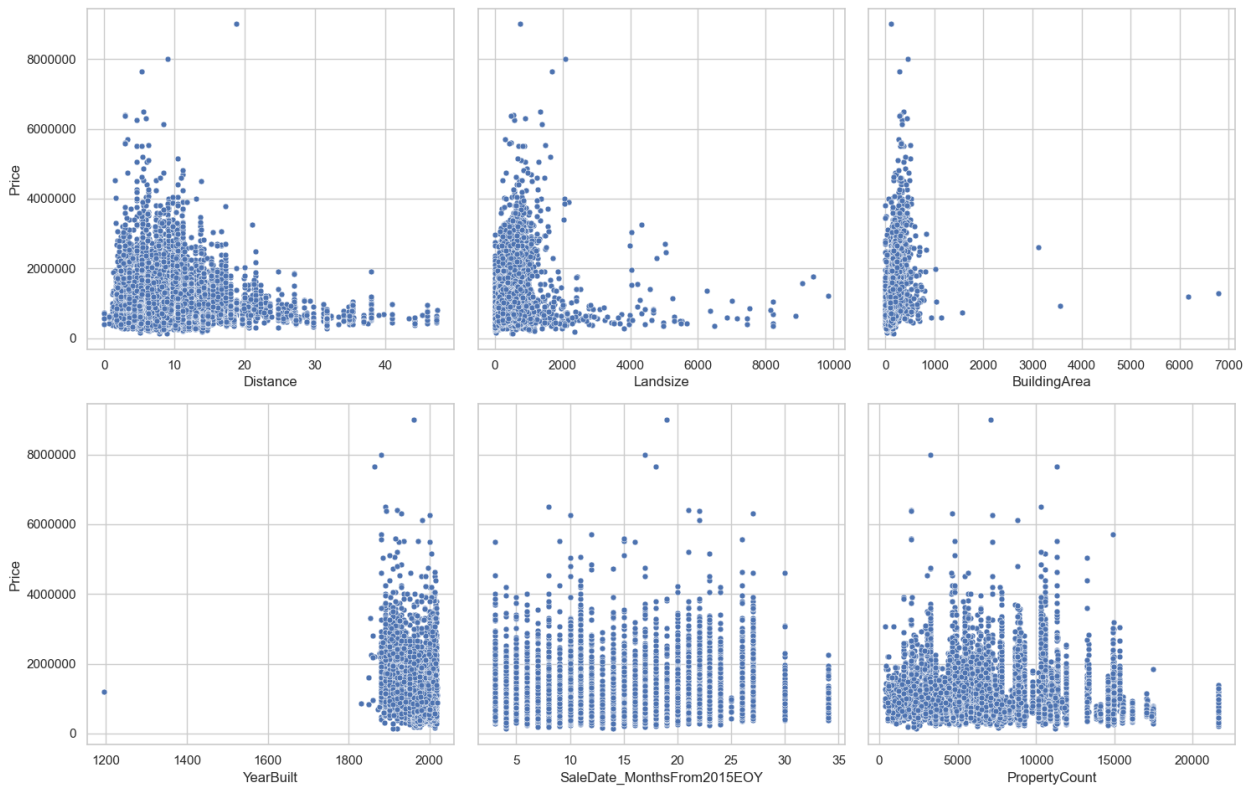 8000000
6000000
4000000
2000000
0
Price
0 10 20 30 40
Distance
0 2000 4000 6000 8000 10000
Landsize
0 1000 2000 3000 4000 5000 6000 7000
BuildingArea
8000000
6000000
4000000
2000000
0
Price
1200 1400 1600 1800 2000
YearBuilt
5 10 15 20 25 30 35
SaleDate_MonthsFrom2015EOY
0 5000 10000 15000 20000
PropertyCount